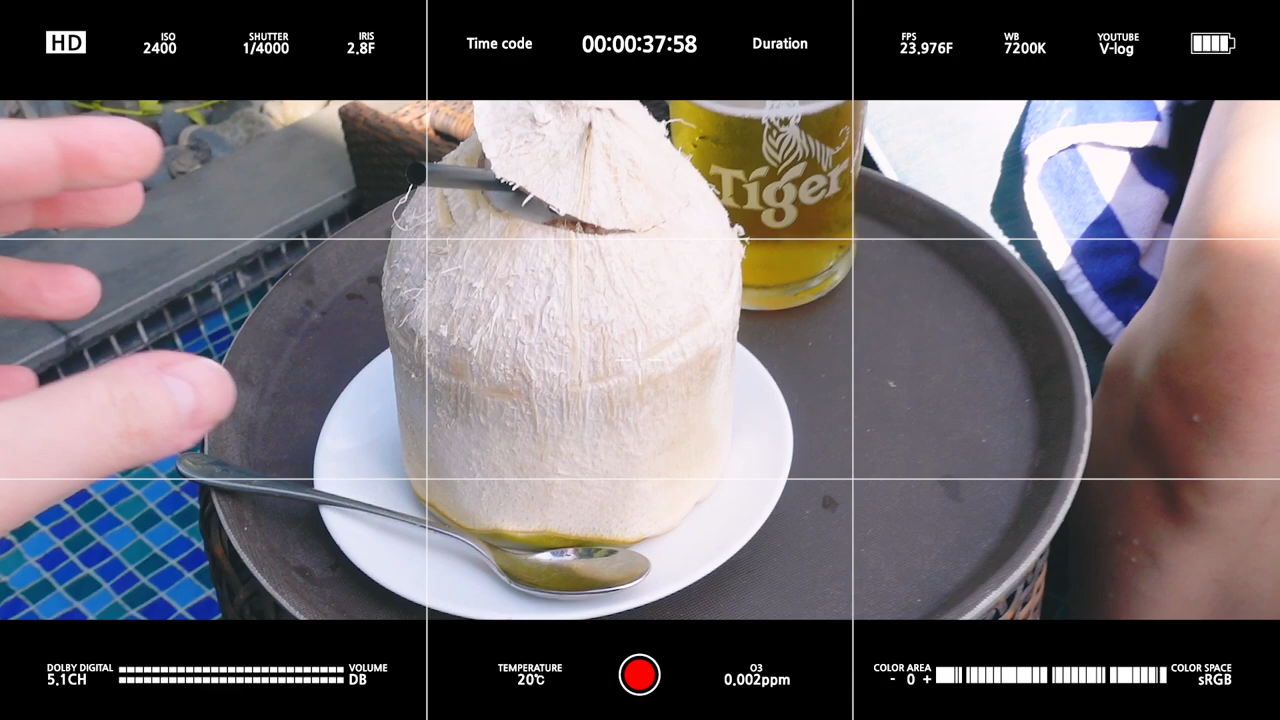 HD
ISO
2400
SHUTTER
1/4000
IRIS
2.8F
Time code
00:00:37:58
Duration
FPS
23.976F
WB
7200K
YOUTUBE
V-log
Tiger
DOLBY DIGITAL
5.1CH
VOLUME
DB
TEMPERATURE
20℃
O3
0.002ppm
COLOR AREA
- 0 +
COLOR SPACE
sRGB